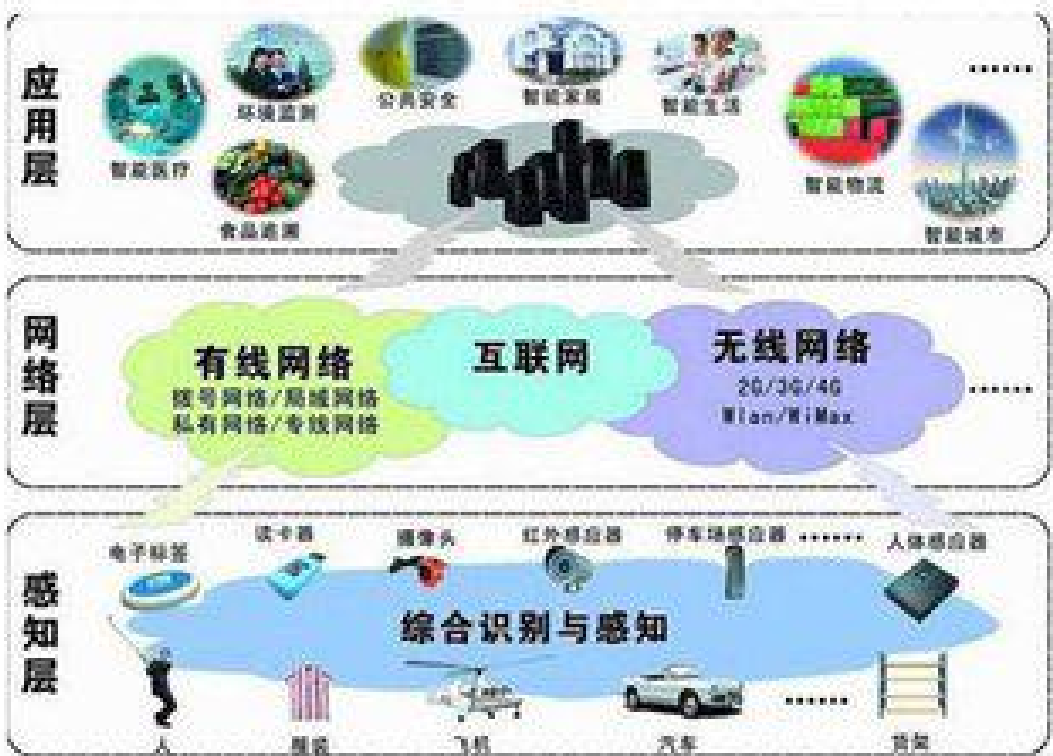 应用层
环境监测
公共安全
智能家居
智能生活
......
智能医疗
食品追溯
智能物流
智能城市
网络层
有线网络
拨号网络/局域网络
私有网络/专线网络
互联网
无线网络
2G/3G/4G
Wlan/WiMax
......
感知层
电子标签
读卡器
摄像头
红外感应器
停车场感应器
......
人体感应器
综合识别与感知
人
服装
飞机
汽车
......
货架